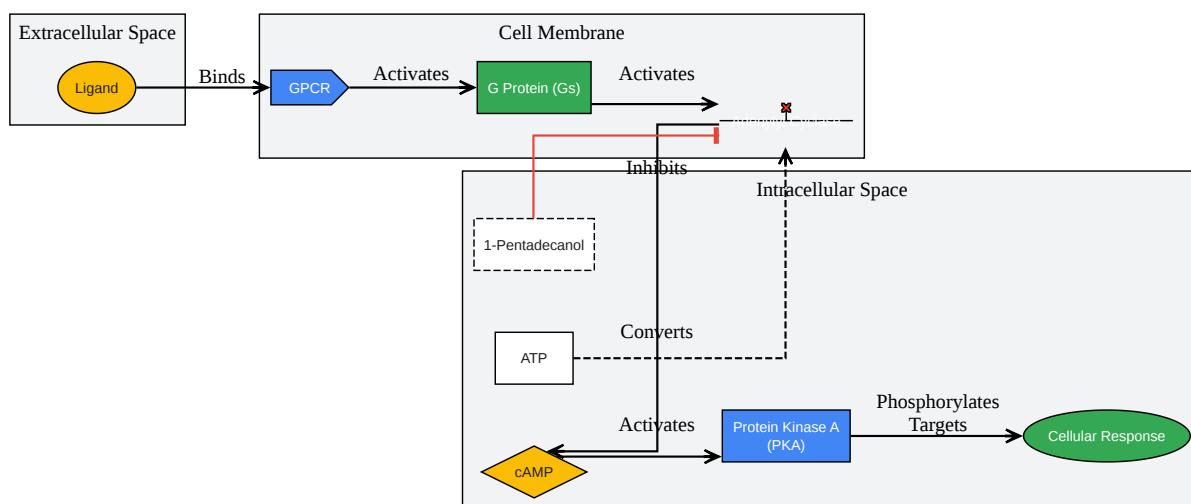 Extracellular Space
Cell Membrane
Ligand
Binds
GPCR
Activates
G Protein (Gs)
Activates
Inhibits
Intracellular Space
1-Pentadecanol
Converts
ATP
Activates
Protein Kinase A
(PKA)
Phosphorylates
Targets
Cellular Response
cAMP